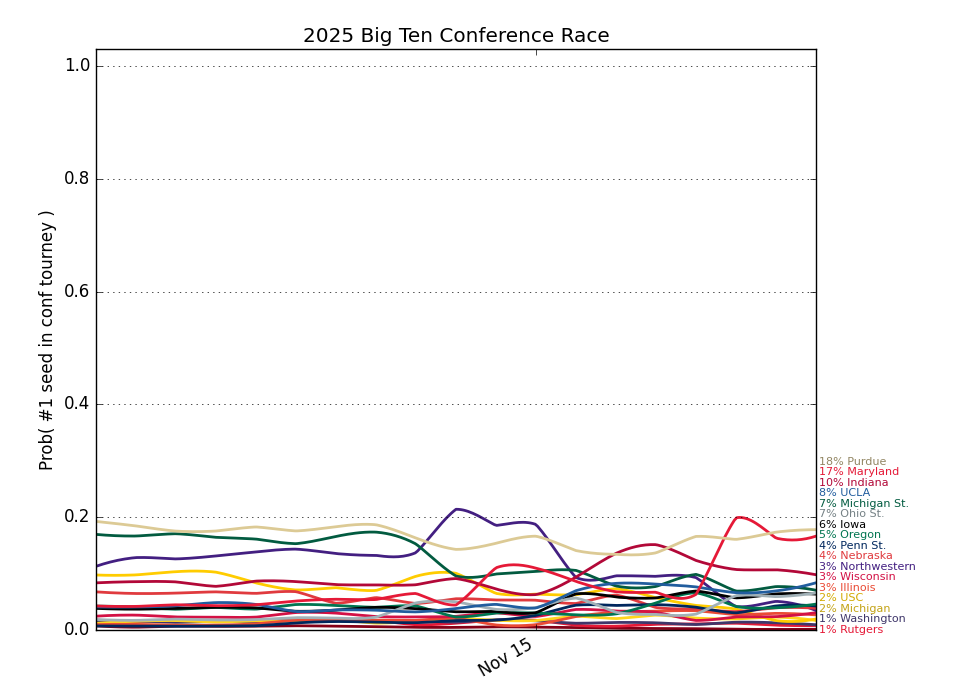 2025 Big Ten Conference Race
Prob( #1 seed in conf tourney )
1.0
0.8
0.6
0.4
0.2
0.0
Nov 15
18% Purdue
17% Maryland
10% Indiana
8% UCLA
7% Michigan St.
7% Ohio St.
6% Iowa
5% Oregon
4% Penn St.
4% Nebraska
3% Northwestern
3% Wisconsin
3% Illinois
2% USC
2% Michigan
1% Washington
1% Rutgers